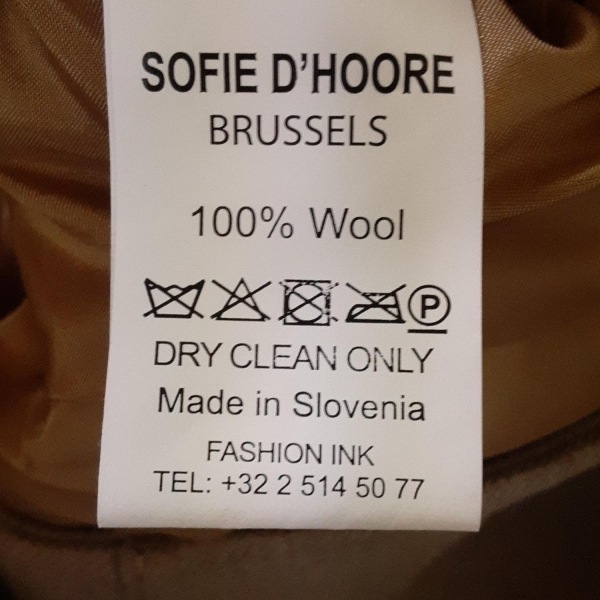 SOFIE D'HOORE
BRUSSELS
100% Wool
P
DRY CLEAN ONLY
Made in Slovenia
FASHION INK
TEL: +32 2 514 50 77